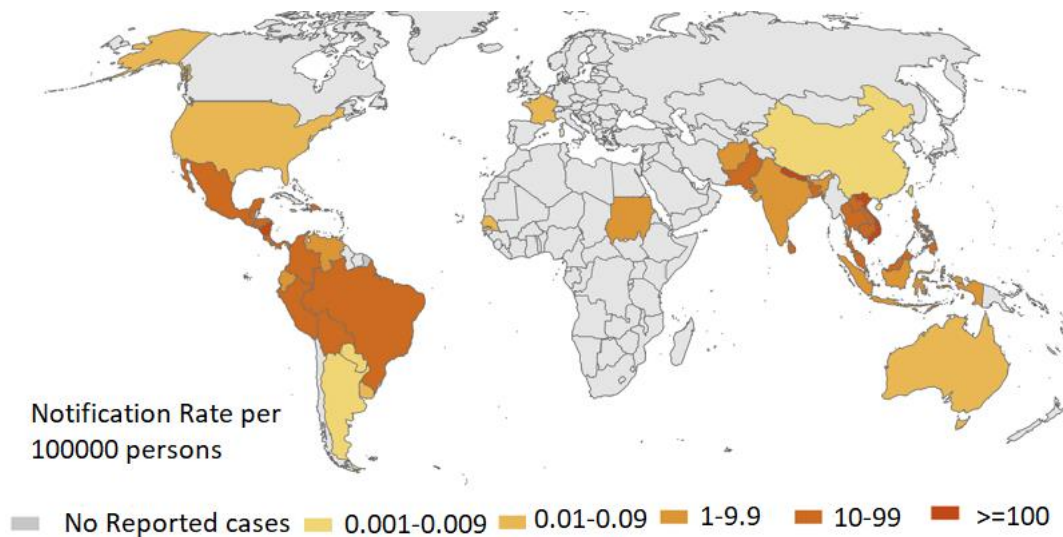 Notification Rate per
100000 persons
No Reported cases 0.001-0.009 0.01-0.09 1-9.9 10-99 >=100